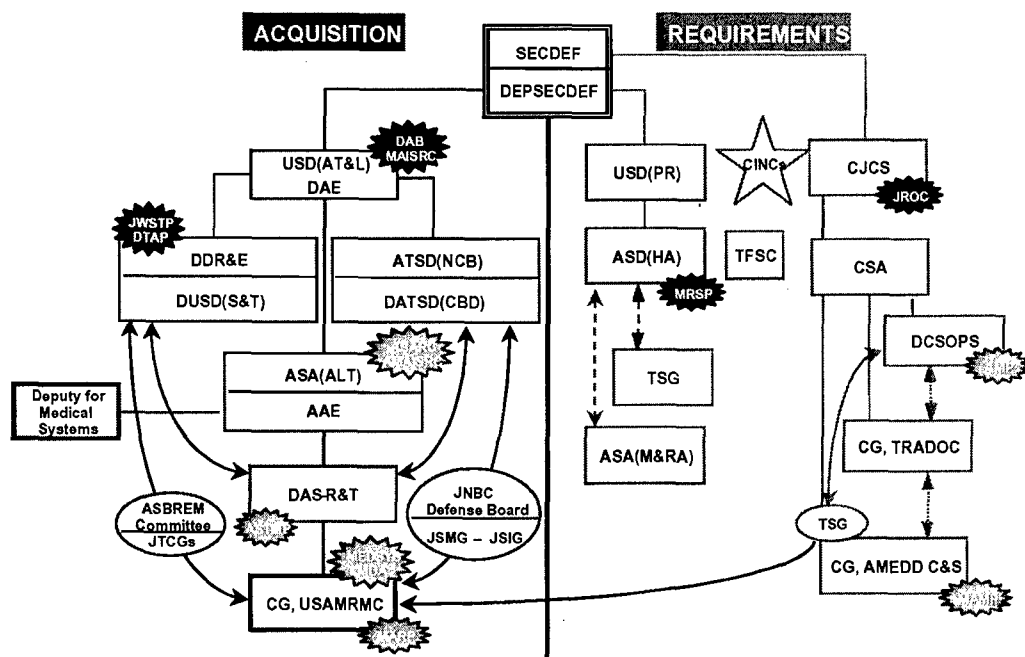 ACQUISITION
REQUIREMENTS
SECDEF
DEPSECDEF
DAB
MAISRC
USD(AT&L)
DAE
USD(PR)
CINCs
CJCS
JROC
JWSTP
DTAP
DDR&E
DUSD(S&T)
ATSD(NCB)
DATSD(CBD)
ASD(HA)
MRSP
TFSC
CSA
DCSOPS
ASA(ALT)
AAE
TSG
Deputy for
Medical
Systems
ASA(M&RA)
CG, TRADOC
DAS-R&T
ASBREM
Committee
JTCGs
JNBC
Defense Board
JSMG – JSIG
TSG
CG, AMEDD C&S
CG, USAMRMC